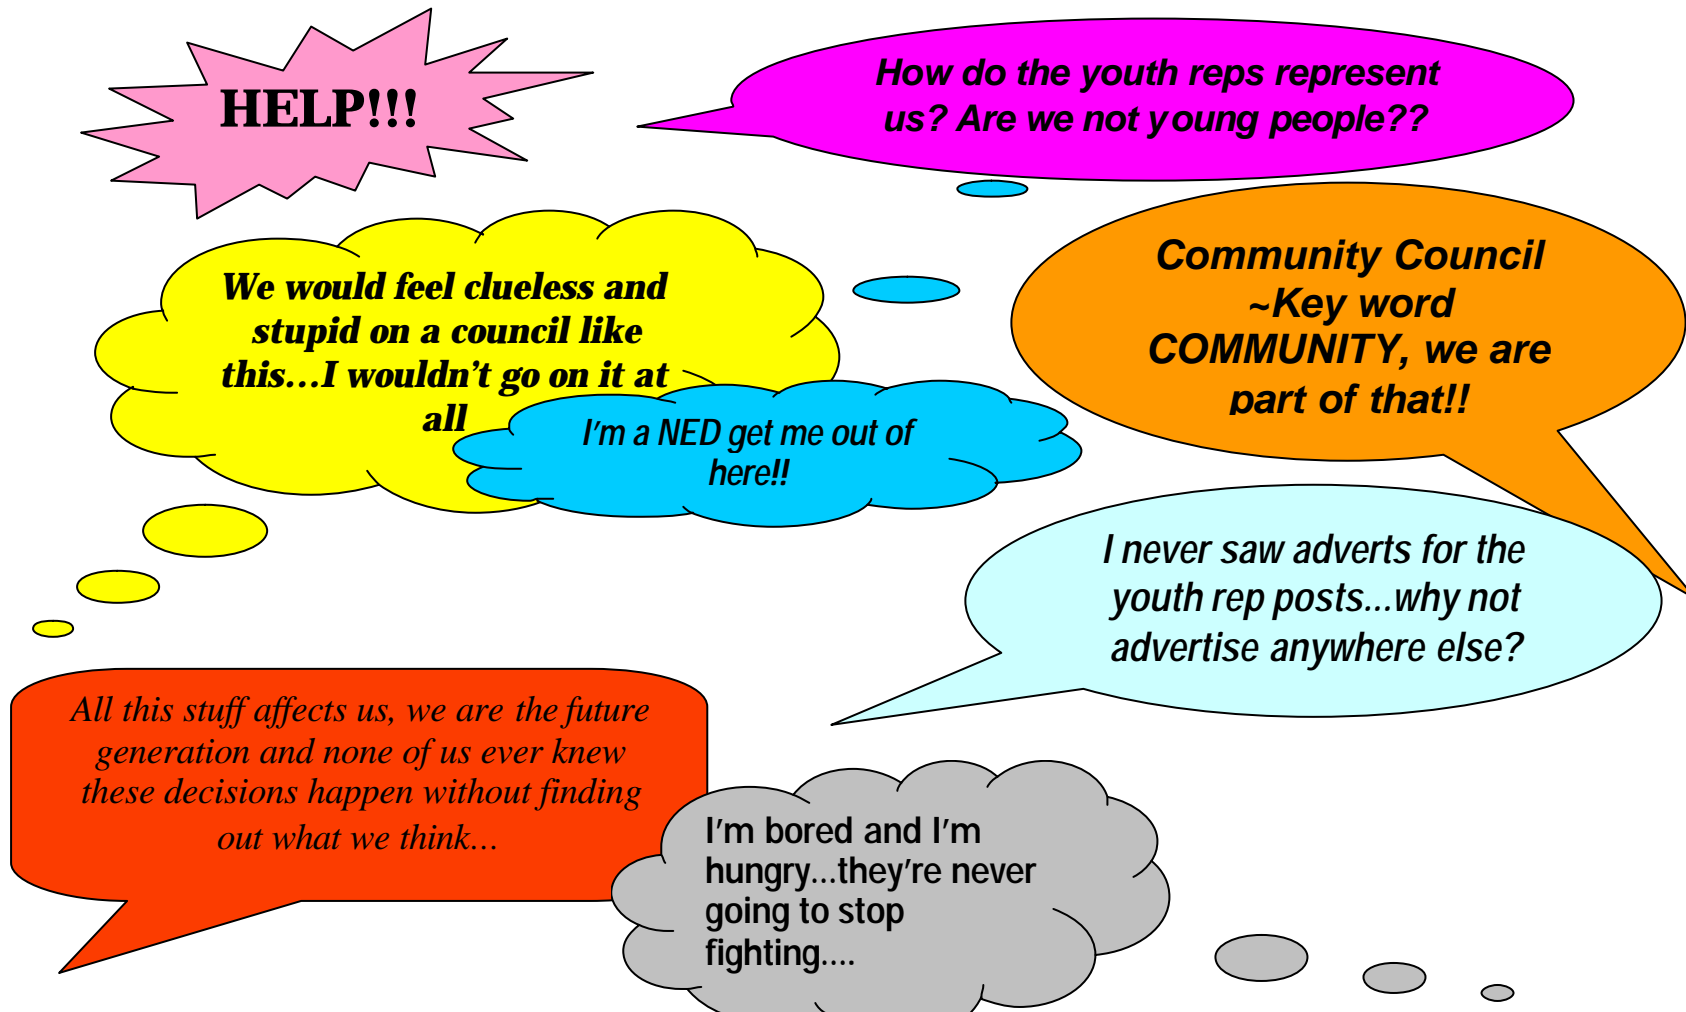 HELP!!!
How do the youth reps represent
us? Are we not young people??
Community Council
~Key word
COMMUNITY, we are
part of that!!
We would feel clueless and
stupid on a council like
this...I wouldn't go on it at
all
I'm a NED get me out of
here!!
I never saw adverts for the
youth rep posts...why not
advertise anywhere else?
All this stuff affects us, we are the future
generation and none of us ever knew
these decisions happen without finding
out what we think...
I'm bored and I'm
hungry...they're never
going to stop
fighting....